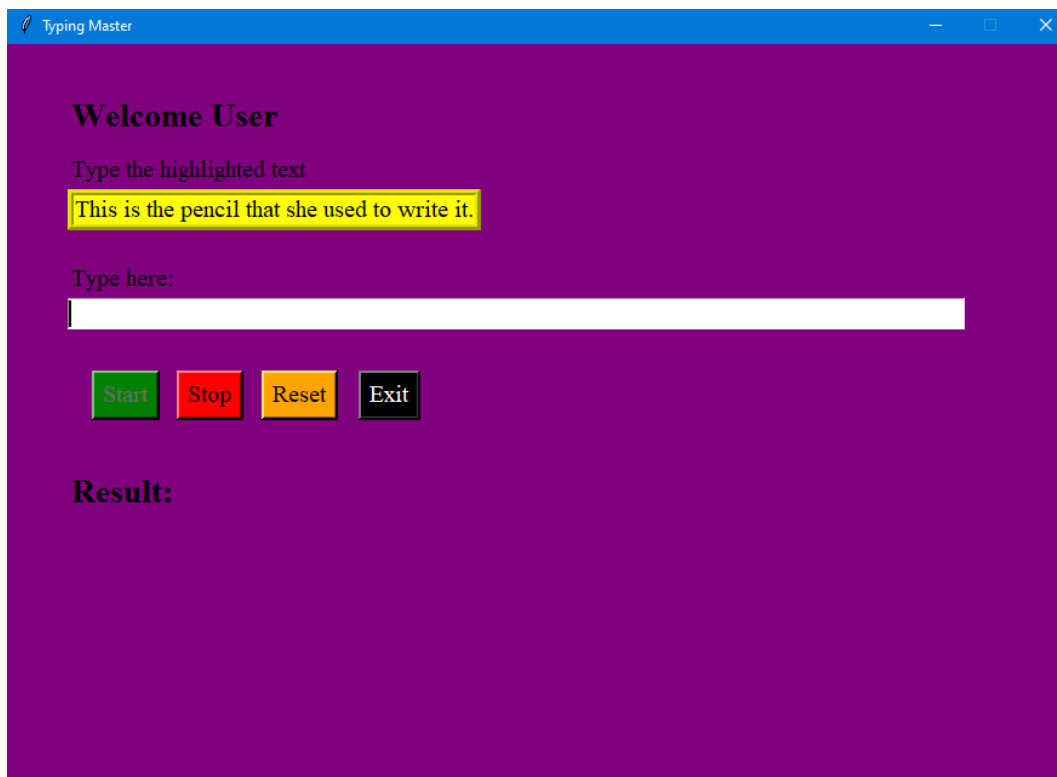 Typing Master
Welcome User
Type the highlighted text
This is the pencil that she used to write it.
Type here:
Start Stop Reset Exit
Result: